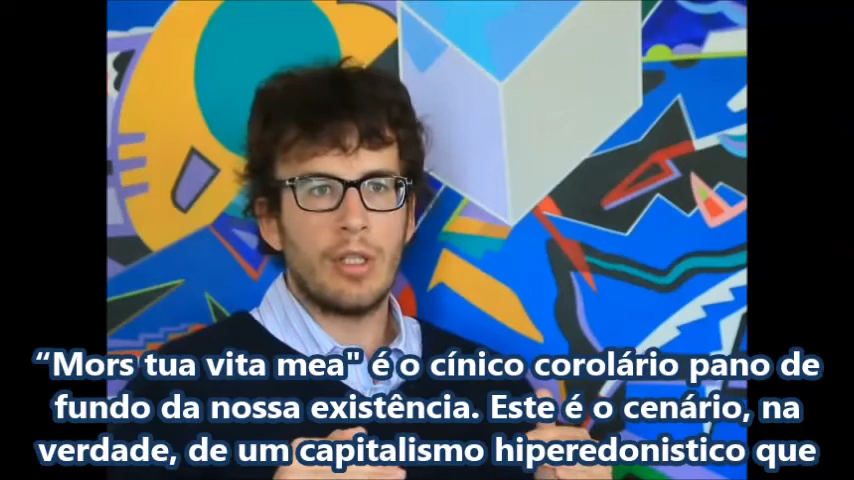 “Mors tua vita mea" é o cínico corolário pano de
fundo da nossa existência. Este é o cenário, na
verdade, de um capitalismo hiperedonistico que